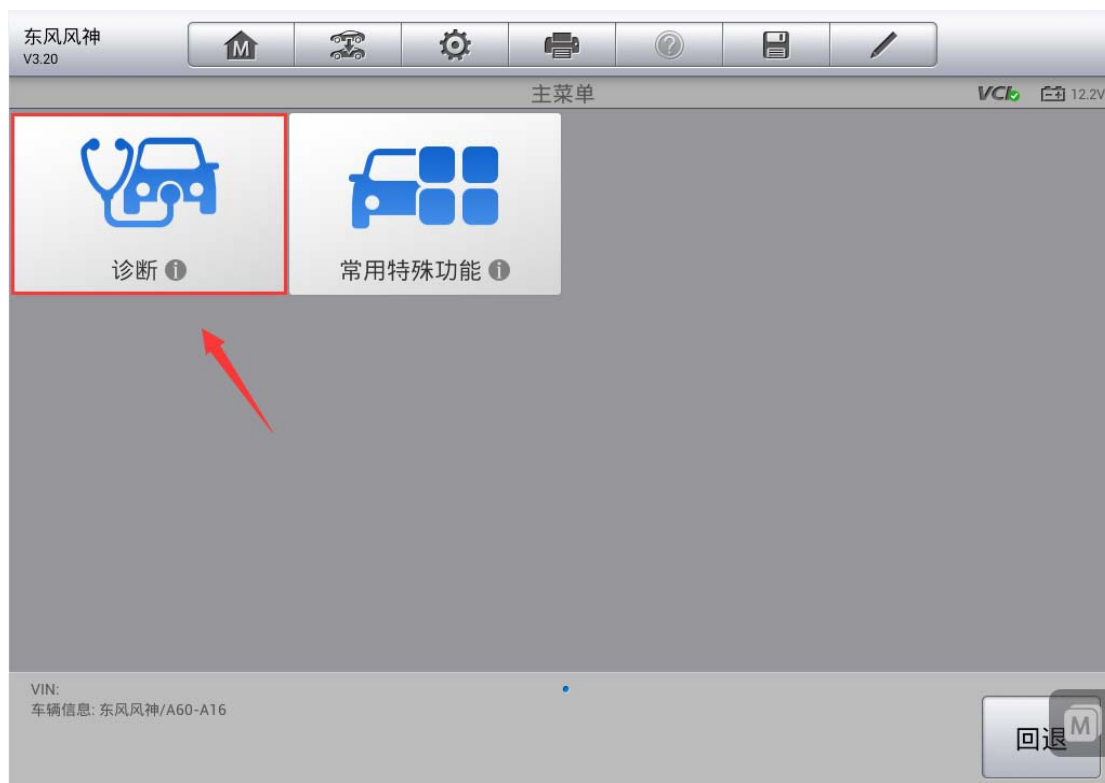 东风风神
V3.20
M
?
主菜单
VCI
12.2V
诊断 i
常用特殊功能 i
VIN:
车辆信息: 东风风神/A60-A16
回退
M